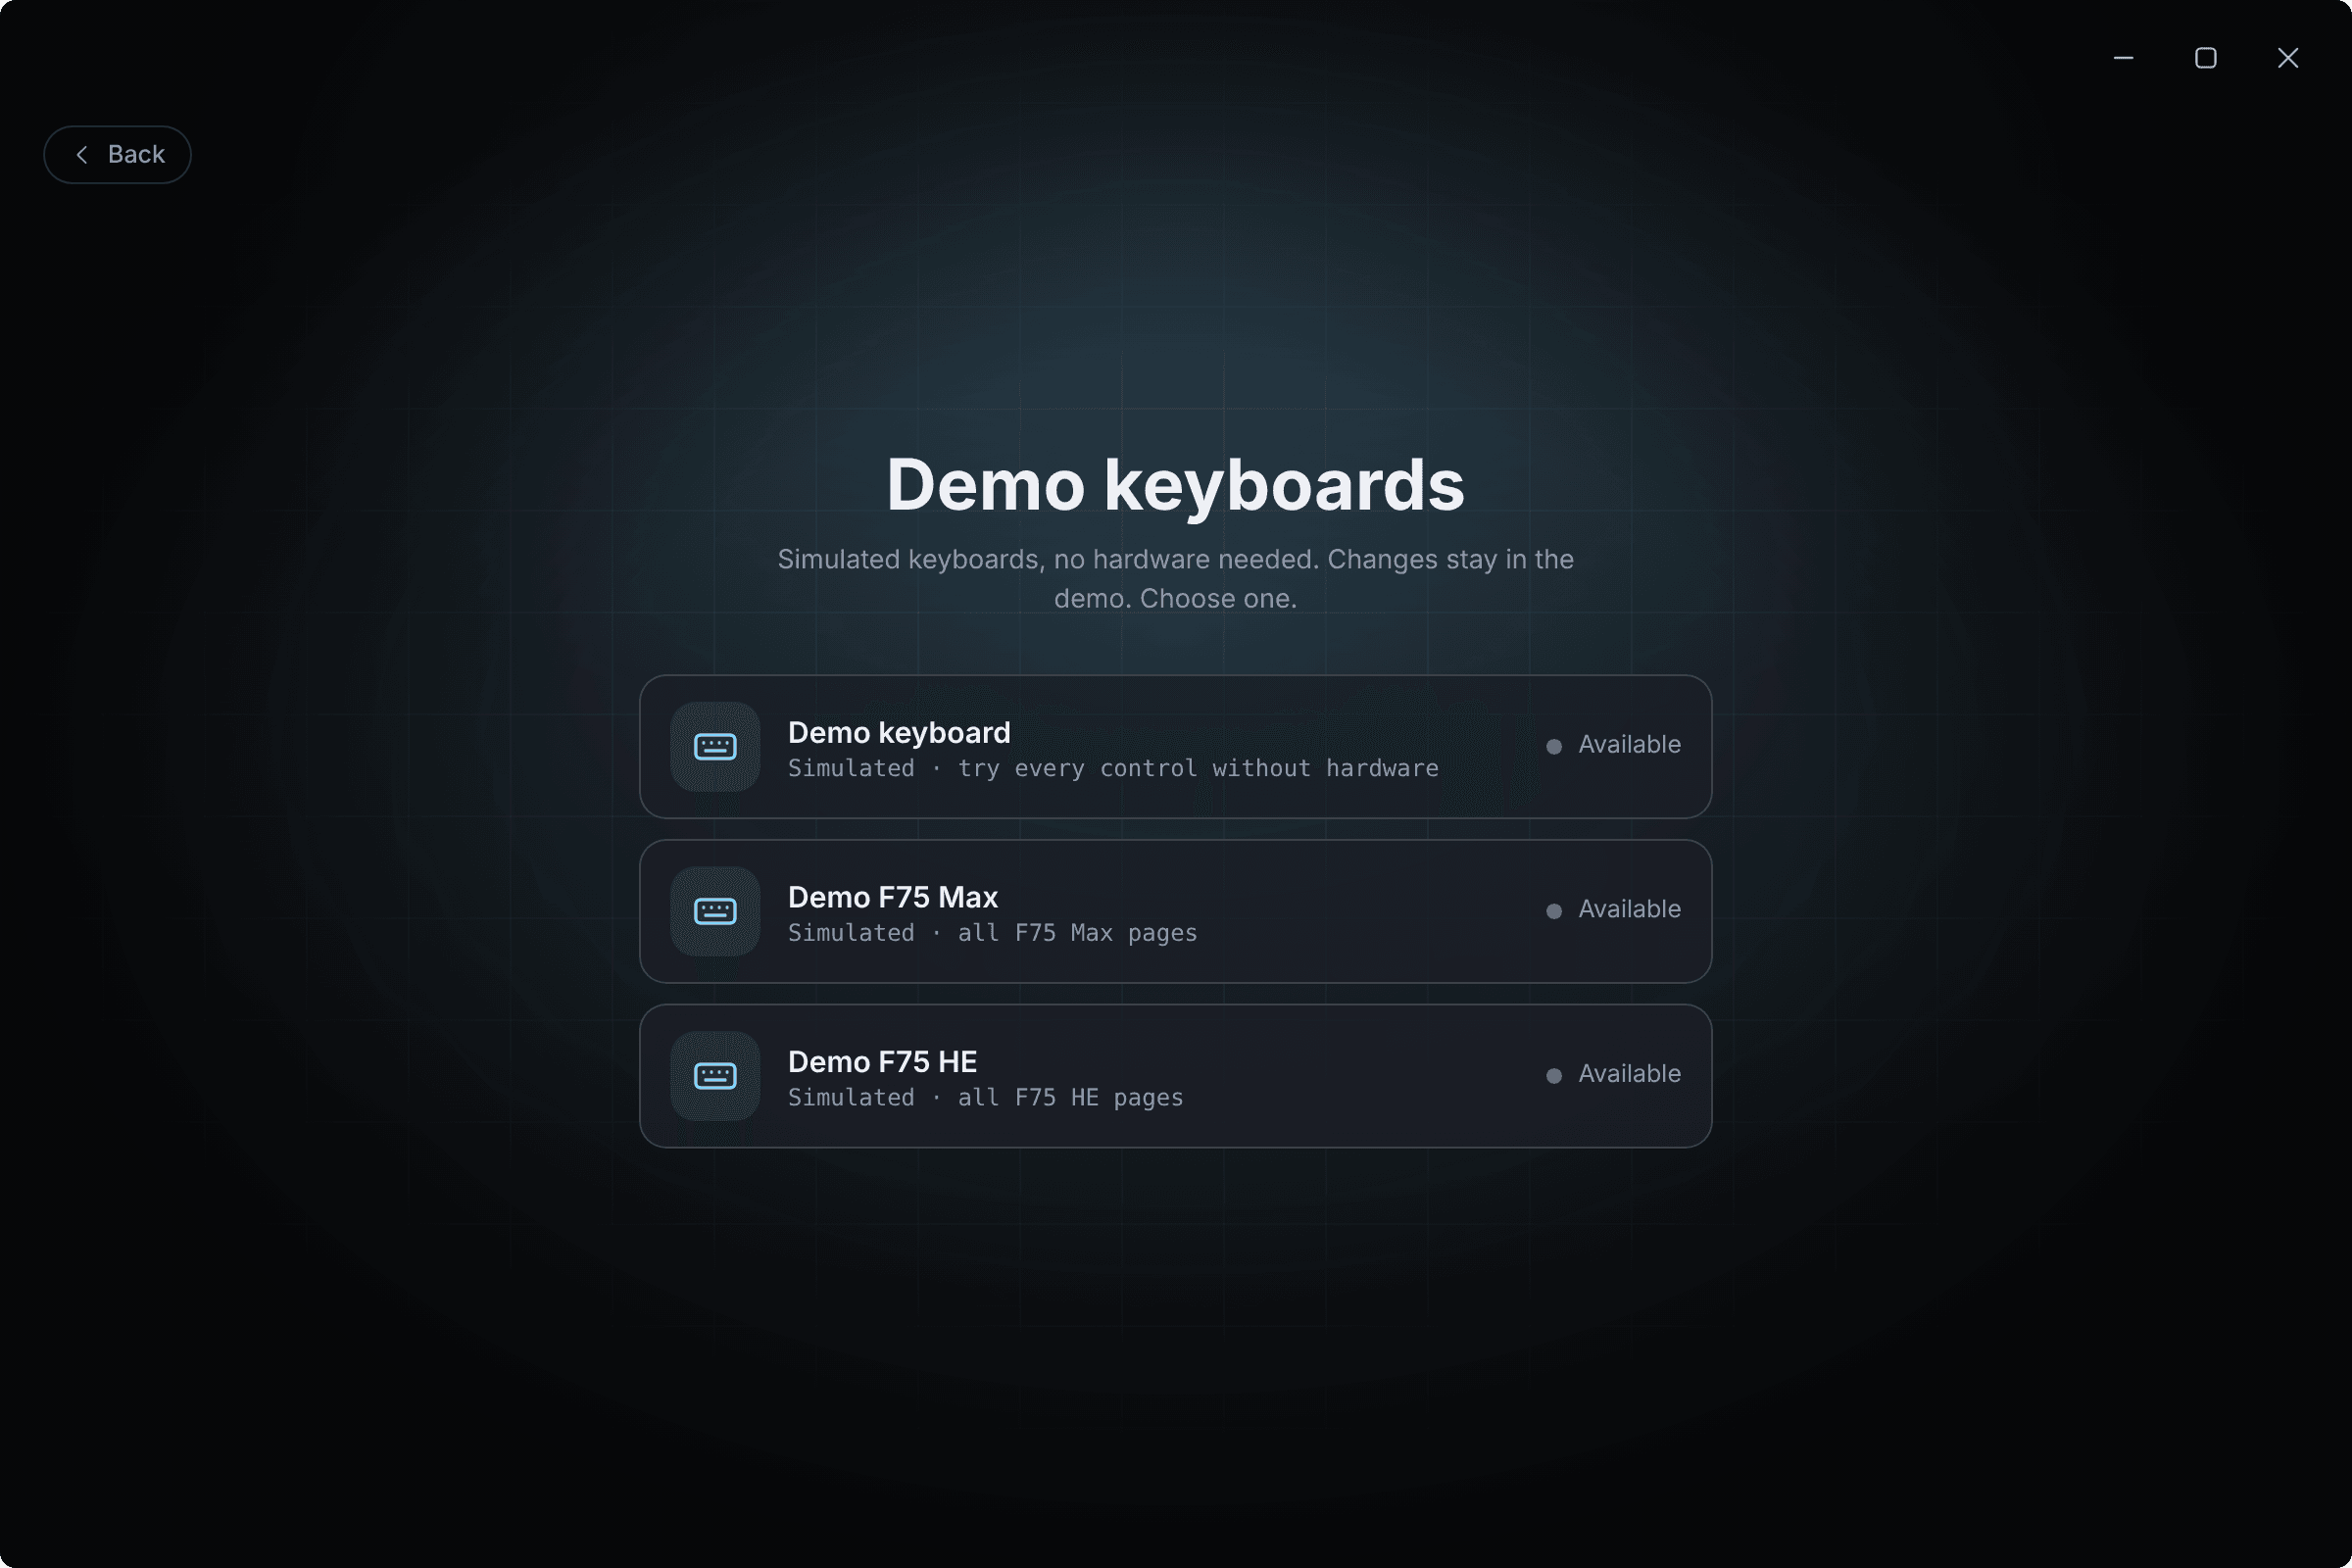 Back
Demo keyboards
Simulated keyboards, no hardware needed. Changes stay in the
demo. Choose one.
Demo keyboard
Simulated · try every control without hardware
Available
Demo F75 Max
Simulated · all F75 Max pages
Available
Demo F75 HE
Simulated · all F75 HE pages
Available